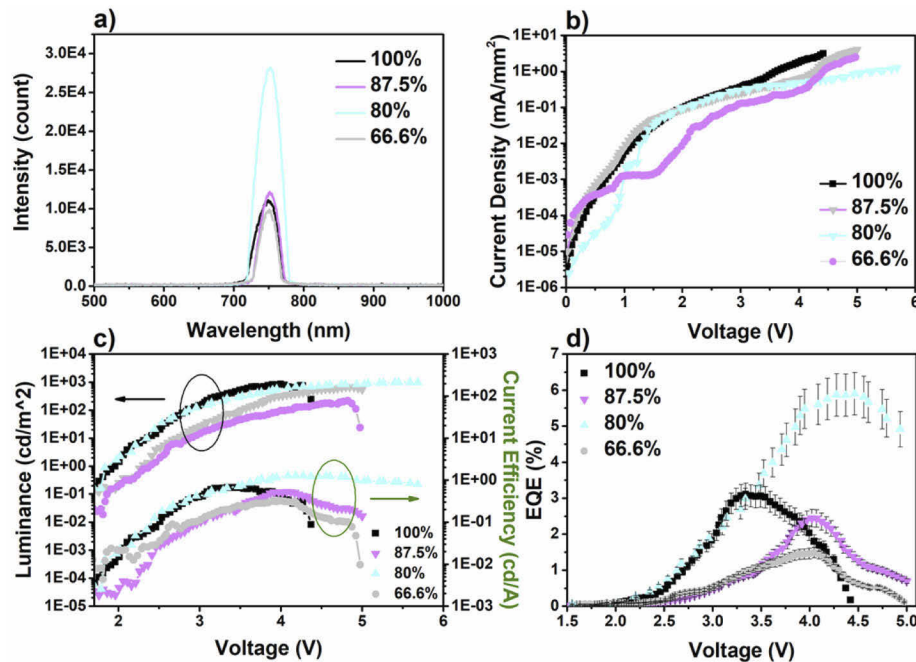 a)
100%
87.5%
80%
66.6%
3.0E4
2.5E4
2.0E4
1.5E4
1.0E4
5.0E3
0.0
500 600 700 800 900 1000
Intensity (count)
Wavelength (nm)
b)
1E+01
1E+00
1E-01
1E-02
1E-03
1E-04
1E-05
1E-06
0 1 2 3 4 5 6
Current Density (mA/mm²)
Voltage (V)
100%
87.5%
80%
66.6%
c)
1E+04
1E+03
1E+02
1E+01
1E+00
1E-01
1E-02
1E-03
1E-04
1E-05
1E+03
1E+02
1E+01
1E+00
1E-01
1E-02
1E-03
2 3 4 5 6
Luminance (cd/m^2)
Current Efficiency (cd/A)
Voltage (V)
100%
87.5%
80%
66.6%
d)
100%
87.5%
80%
66.6%
7
6
5
4
3
2
1
0
1.5 2.0 2.5 3.0 3.5 4.0 4.5 5.0
EQE (%)
Voltage (V)